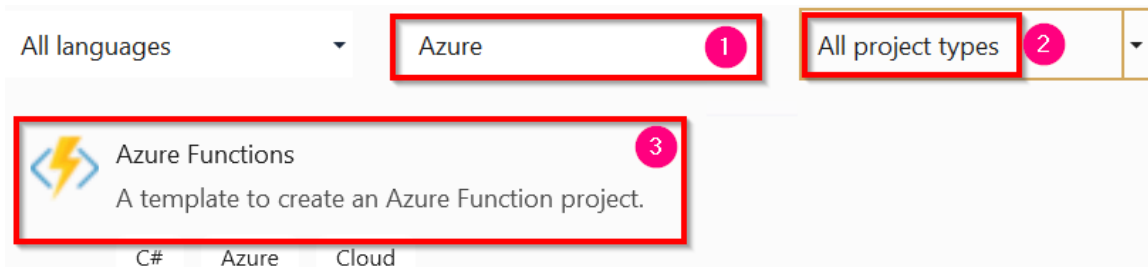 All languages Azure 1 All project types 2
Azure Functions 3
A template to create an Azure Function project.
C# Azure Cloud